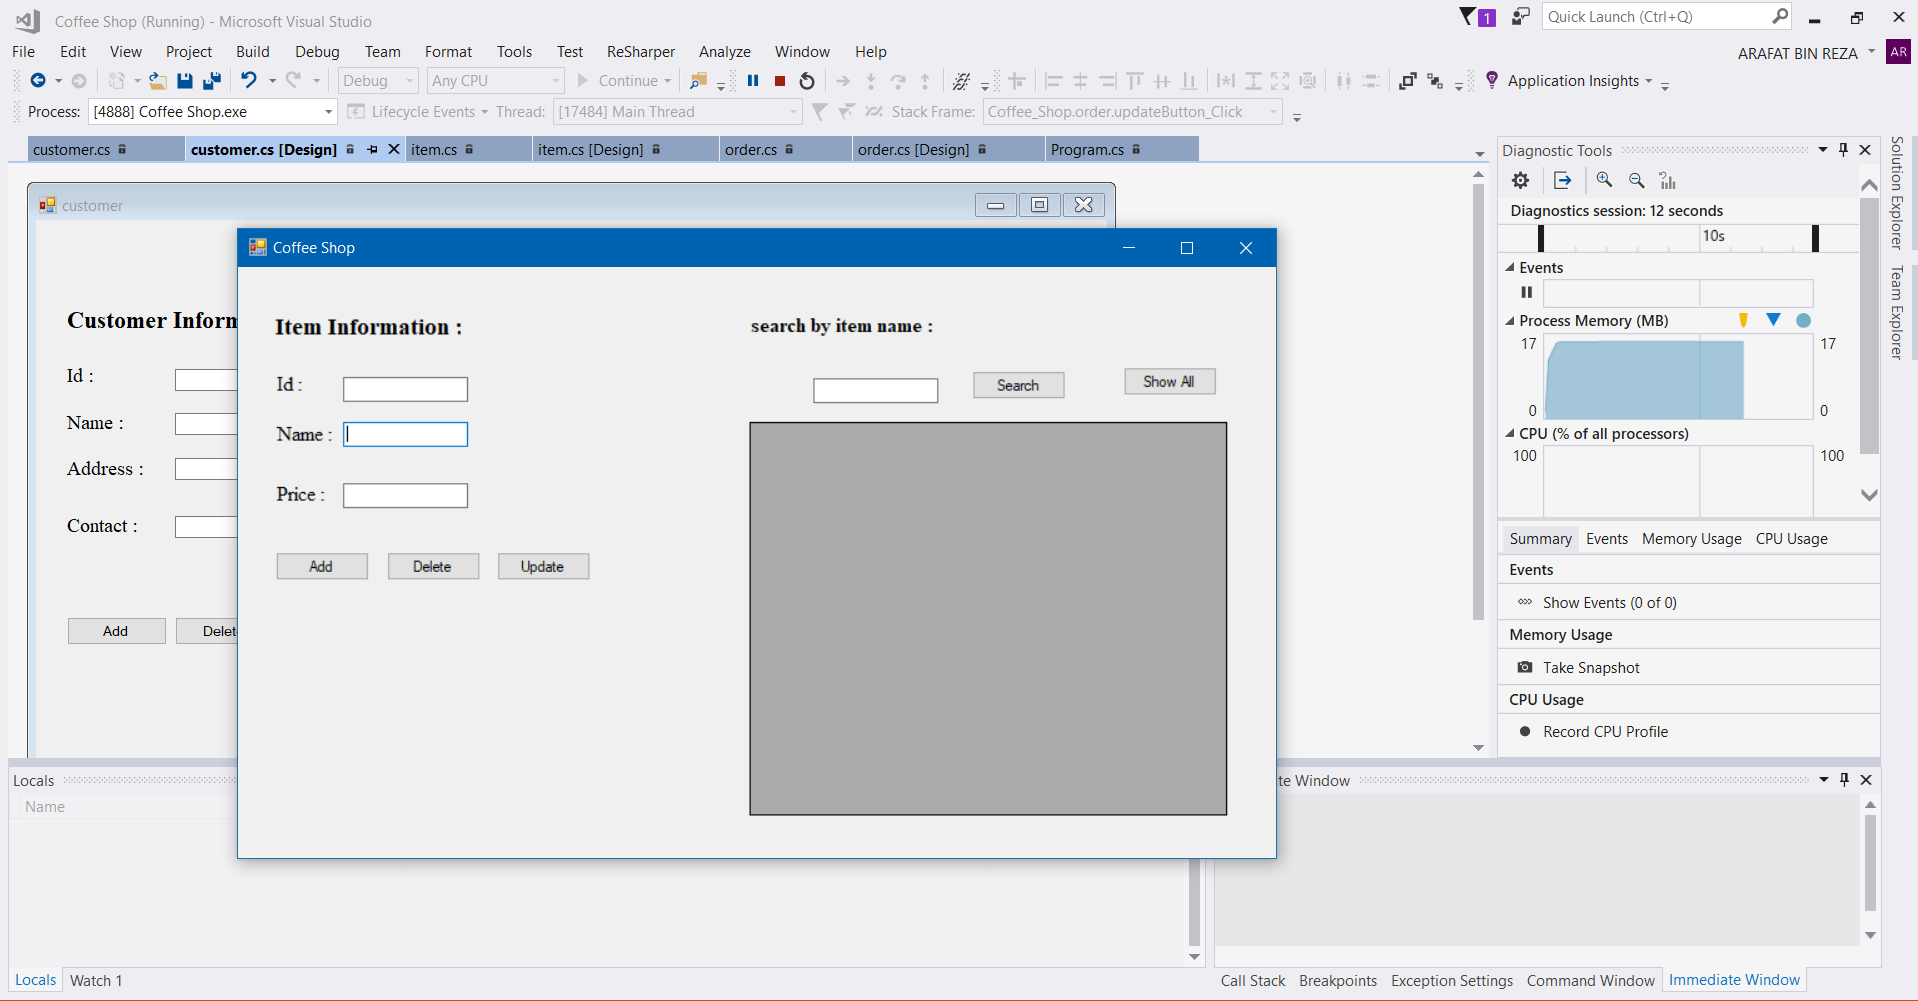 Coffee Shop (Running) - Microsoft Visual Studio
1
Quick Launch (Ctrl+Q)
File Edit View Project Build Debug Team Format Tools Test ReSharper Analyze Window Help
ARAFAT BIN REZA AR
Debug Any CPU Continue Application Insights
Process: [4888] Coffee Shop.exe Lifecycle Events Thread: [17484] Main Thread Stack Frame: Coffee_Shop.order.updateButton_Click
customer.cs customer.cs [Design] item.cs item.cs [Design] order.cs order.cs [Design] Program.cs
customer
Customer Inform
Id :
Name :
Address :
Contact :
Add Delet
Coffee Shop
Item Information :
search by item name :
Id :
Search Show All
Name :
Price :
Add Delete Update
Diagnostic Tools
Diagnostics session: 12 seconds
10s
Events
Process Memory (MB)
17 17
0 0
CPU (% of all processors)
100 100
Summary Events Memory Usage CPU Usage
Events
Show Events (0 of 0)
Memory Usage
Take Snapshot
CPU Usage
Record CPU Profile
Solution Explorer
Team Explorer
Locals
Name
te Window
Locals Watch 1
Call Stack Breakpoints Exception Settings Command Window Immediate Window